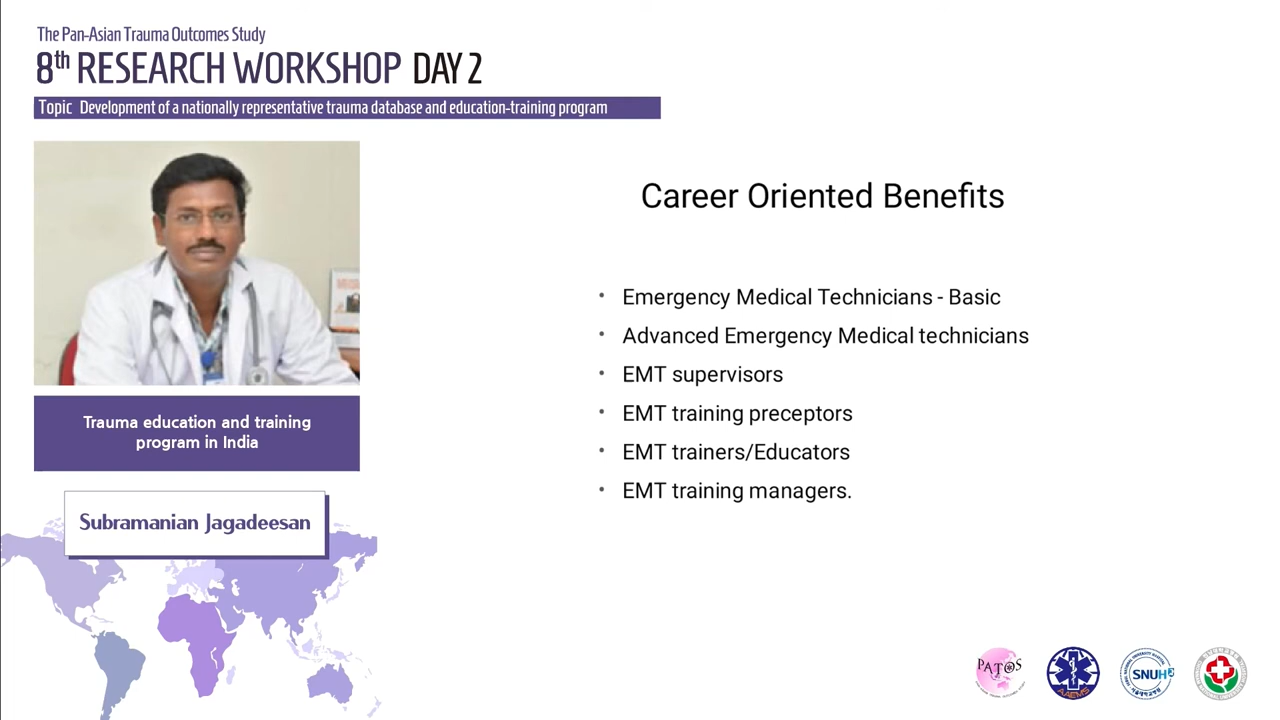 The Pan-Asian Trauma Outcomes Study
8th RESEARCH WORKSHOP DAY 2
Topic Development of a nationally representative trauma database and education-training program
Career Oriented Benefits
• Emergency Medical Technicians - Basic
• Advanced Emergency Medical technicians
• EMT supervisors
• EMT training preceptors
• EMT trainers/Educators
• EMT training managers.
Trauma education and training
program in India
Subramanian Jagadeesan
PATOS
AAEMS
SNUH